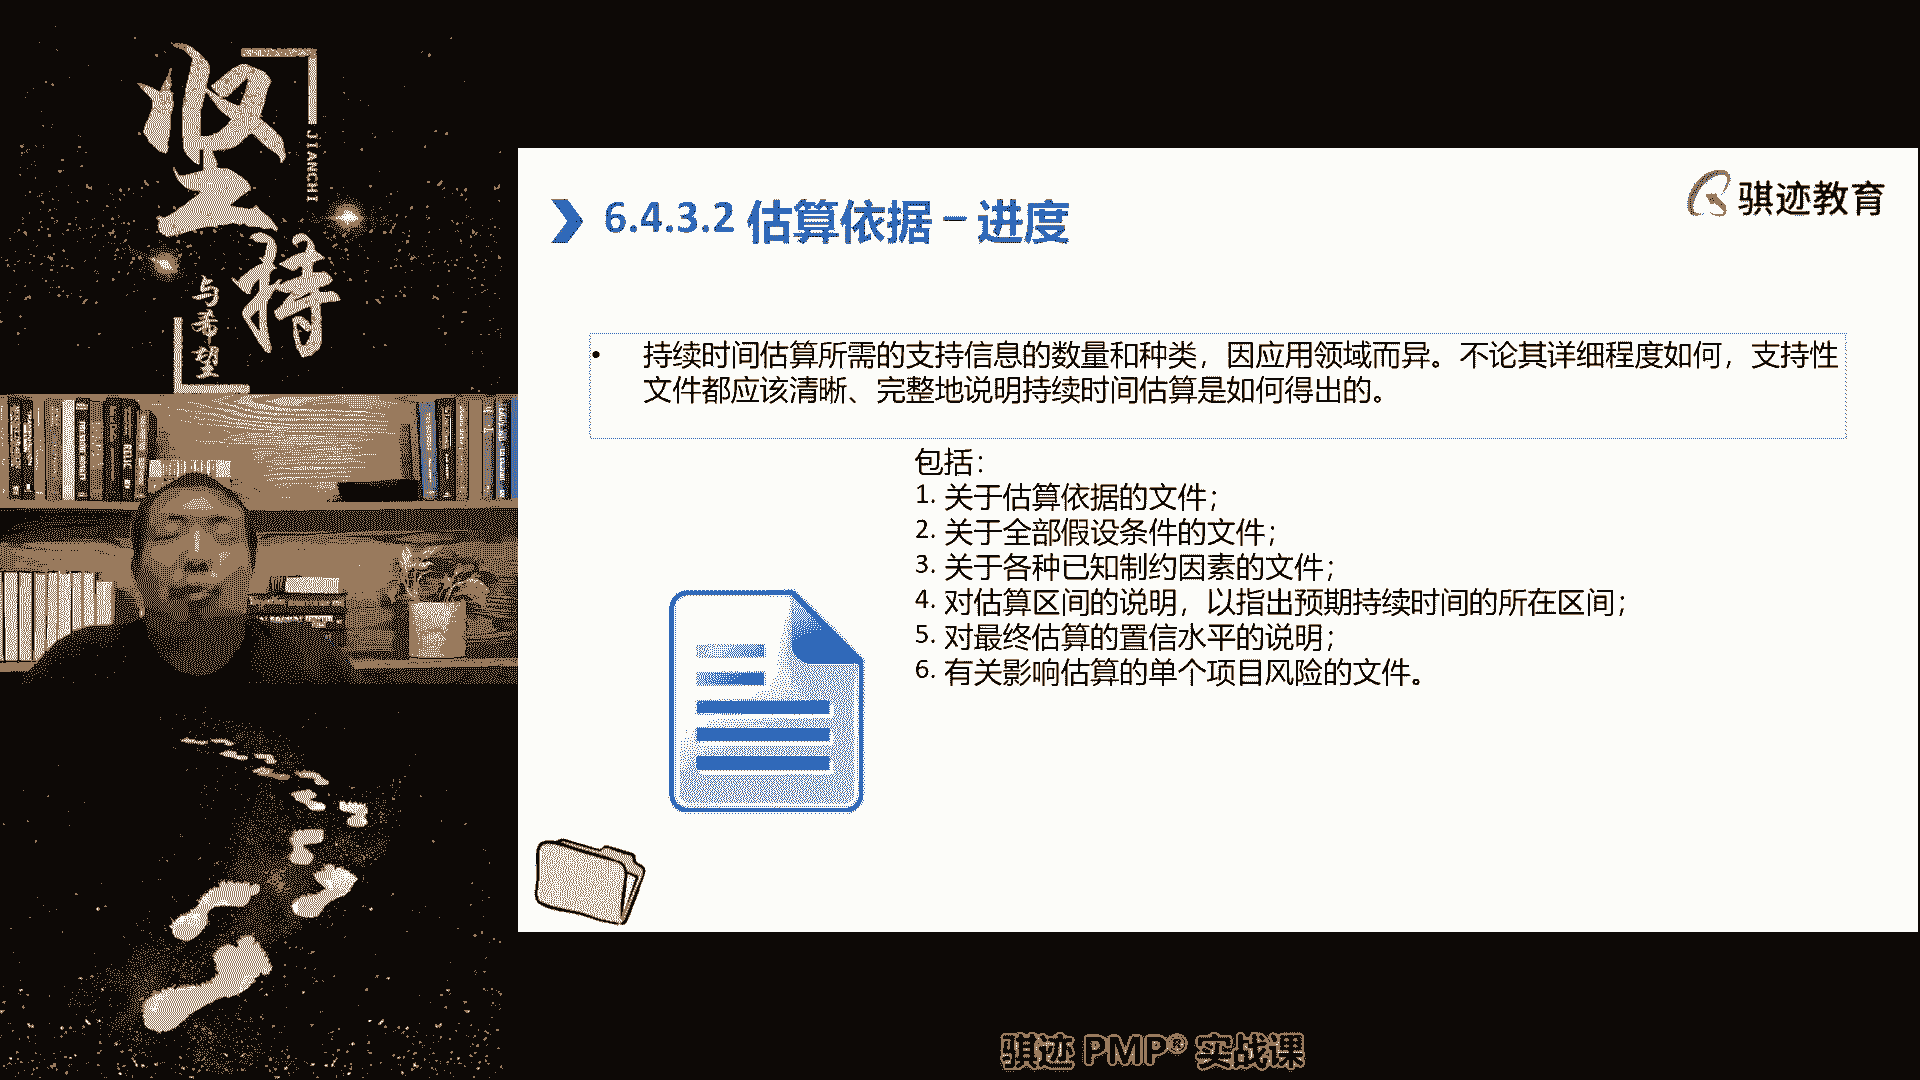 坚持
JIANCHI
与希望
骐迹教育
6.4.3.2 估算依据 – 进度
• 持续时间估算所需的支持信息的数量和种类，因应用领域而异。不论其详细程度如何，支持性
文件都应该清晰、完整地说明持续时间估算是如何得出的。
包括：
1. 关于估算依据的文件；
2. 关于全部假设条件的文件；
3. 关于各种已知制约因素的文件；
4. 对估算区间的说明，以指出预期持续时间的所在区间；
5. 对最终估算的置信水平的说明；
6. 有关影响估算的单个项目风险的文件。
骐迹 PMP® 实战课